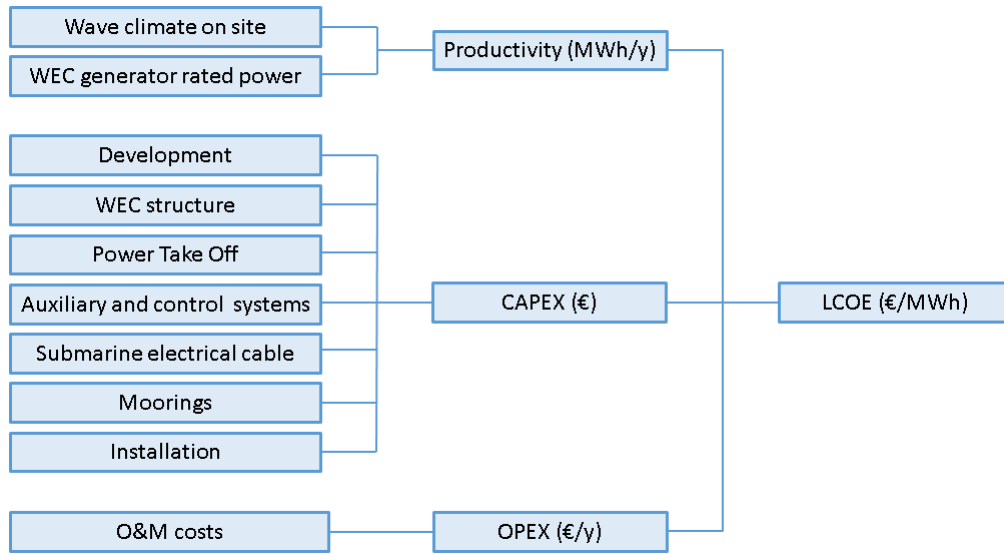 Wave climate on site
WEC generator rated power
Productivity (MWh/y)
Development
WEC structure
Power Take Off
Auxiliary and control systems
Submarine electrical cable
Moorings
Installation
CAPEX (€)
LCOE (€/MWh)
O&M costs
OPEX (€/y)